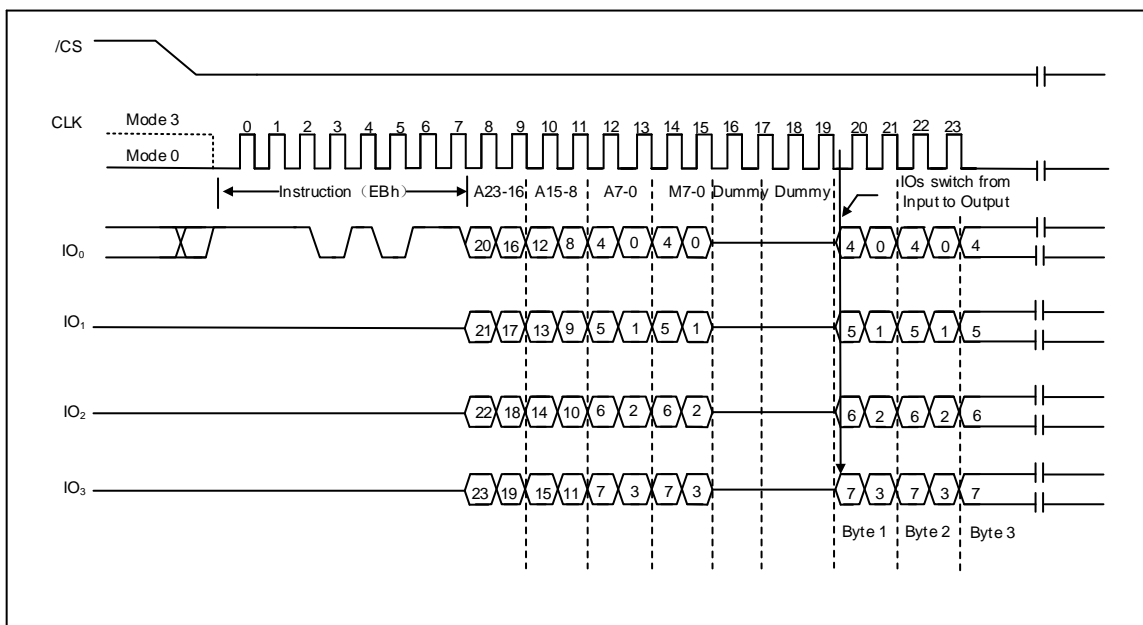 /CS
CLK
Mode 3
Mode 0
0 1 2 3 4 5 6 7 8 9 10 11 12 13 14 15 16 17 18 19 20 21 22 23
Instruction（EBh） A23-16 A15-8 A7-0 M7-0 Dummy Dummy
IOs switch from
Input to Output
IO0 20 16 12 8 4 0 4 0 4 0 4 0 4
IO1 21 17 13 9 5 1 5 1 5 1 5 1 5
IO2 22 18 14 10 6 2 6 2 6 2 6 2 6
IO3 23 19 15 11 7 3 7 3 7 3 7 3 7
Byte 1 Byte 2 Byte 3